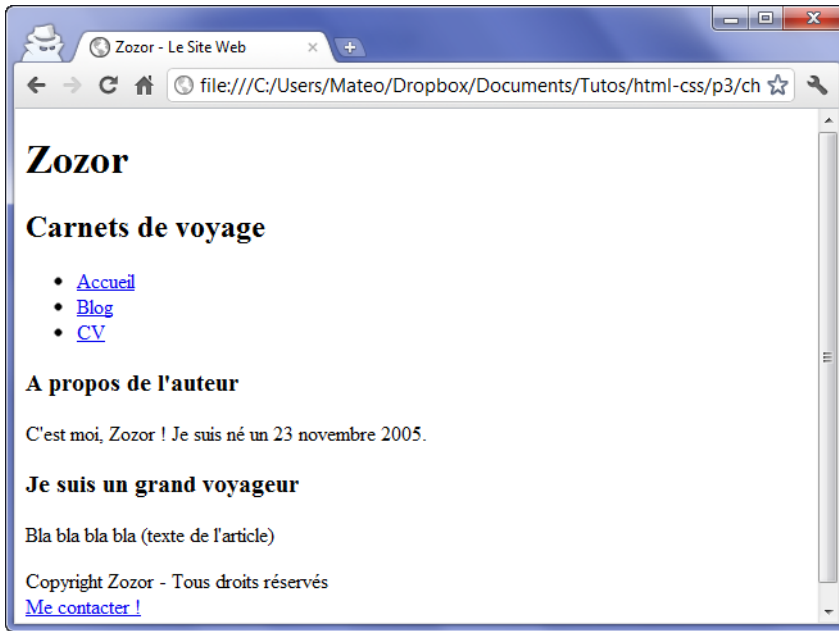 Zozor - Le Site Web
file:///C:/Users/Mateo/Dropbox/Documents/Tutos/html-css/p3/ch
Zozor
Carnets de voyage
Accueil
Blog
CV
A propos de l'auteur
C'est moi, Zozor ! Je suis né un 23 novembre 2005.
Je suis un grand voyageur
Bla bla bla bla (texte de l'article)
Copyright Zozor - Tous droits réservés
Me contacter !